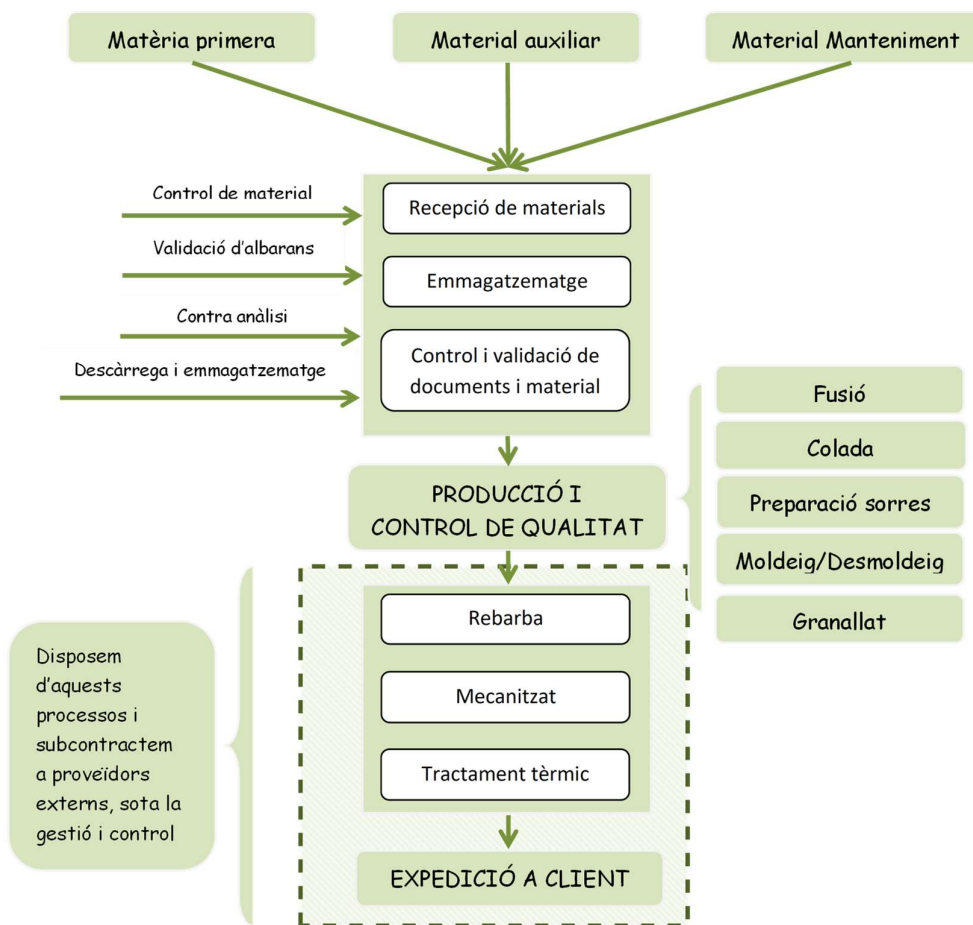 Matèria primera
Material auxiliar
Material Manteniment
Control de material
Validació d'albarans
Contra anàlisi
Descàrrega i emmagatzematge
Recepció de materials
Emmagatzematge
Control i validació de
documents i material
PRODUCCIÓ I
CONTROL DE QUALITAT
Fusió
Colada
Preparació sorres
Moldeig/Desmoldeig
Granallat
Disposem
d'aquests
processos i
subcontractem
a proveïdors
externs, sota la
gestió i control
Rebarba
Mecanitzat
Tractament tèrmic
EXPEDICIÓ A CLIENT